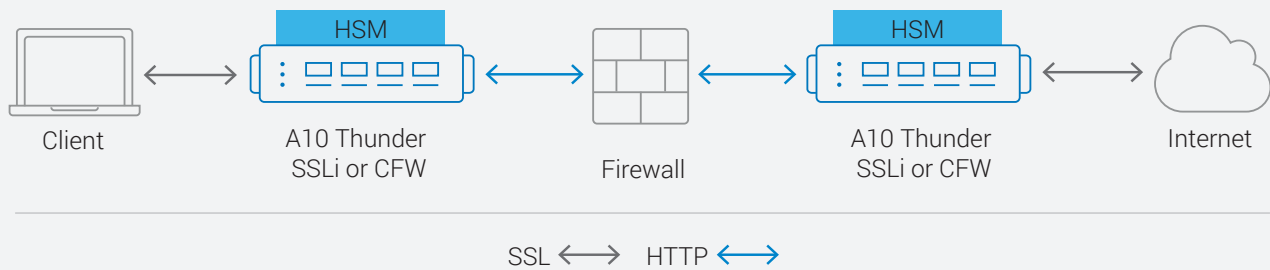 HSM
HSM
Client
A10 Thunder
SSLi or CFW
Firewall
A10 Thunder
SSLi or CFW
Internet
SSL
HTTP